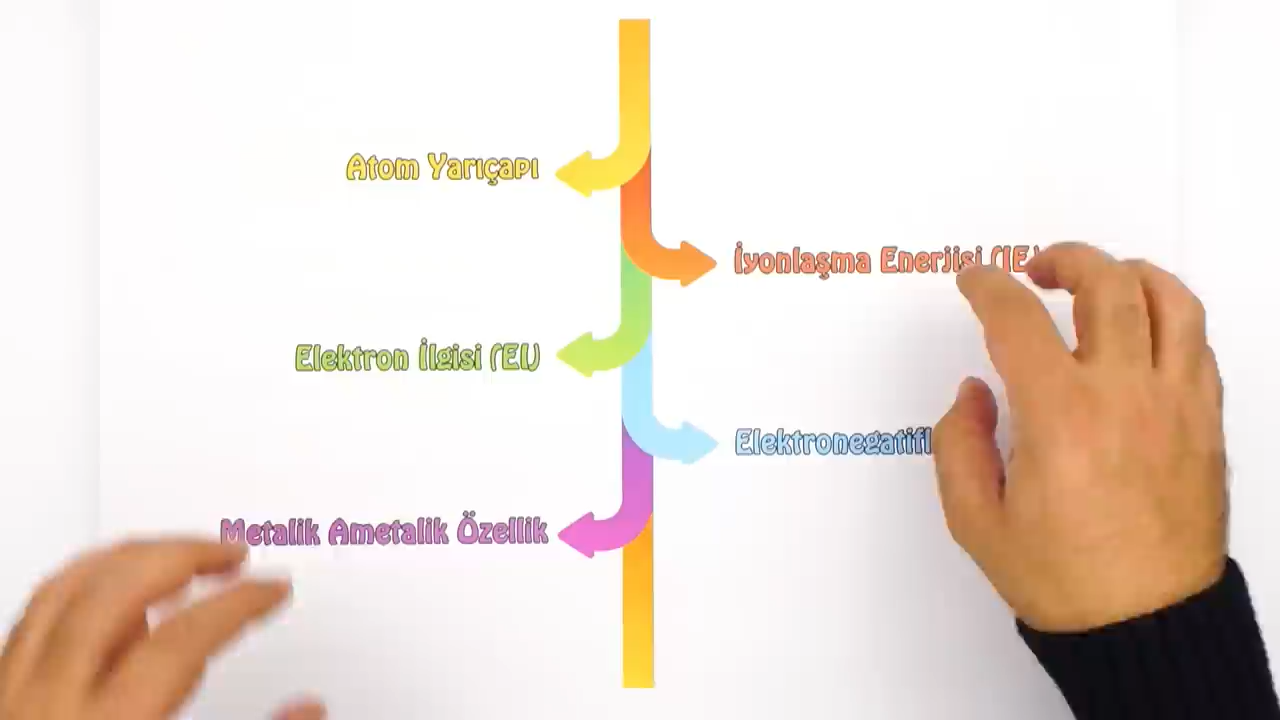 Atom Yarıçapı
İyonlaşma Enerjisi (İE)
Elektron İlgisi (Eİ)
Metalik Ametalik Özellik